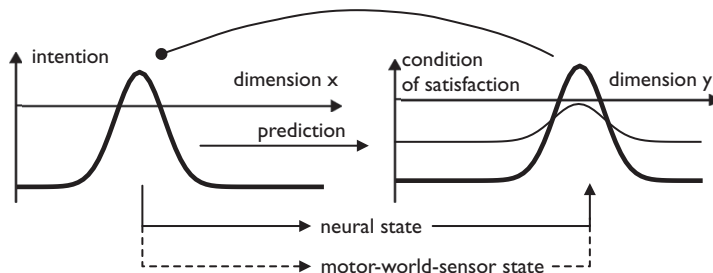 intention
dimension x
prediction
condition
of satisfaction
dimension y
neural state
motor-world-sensor state